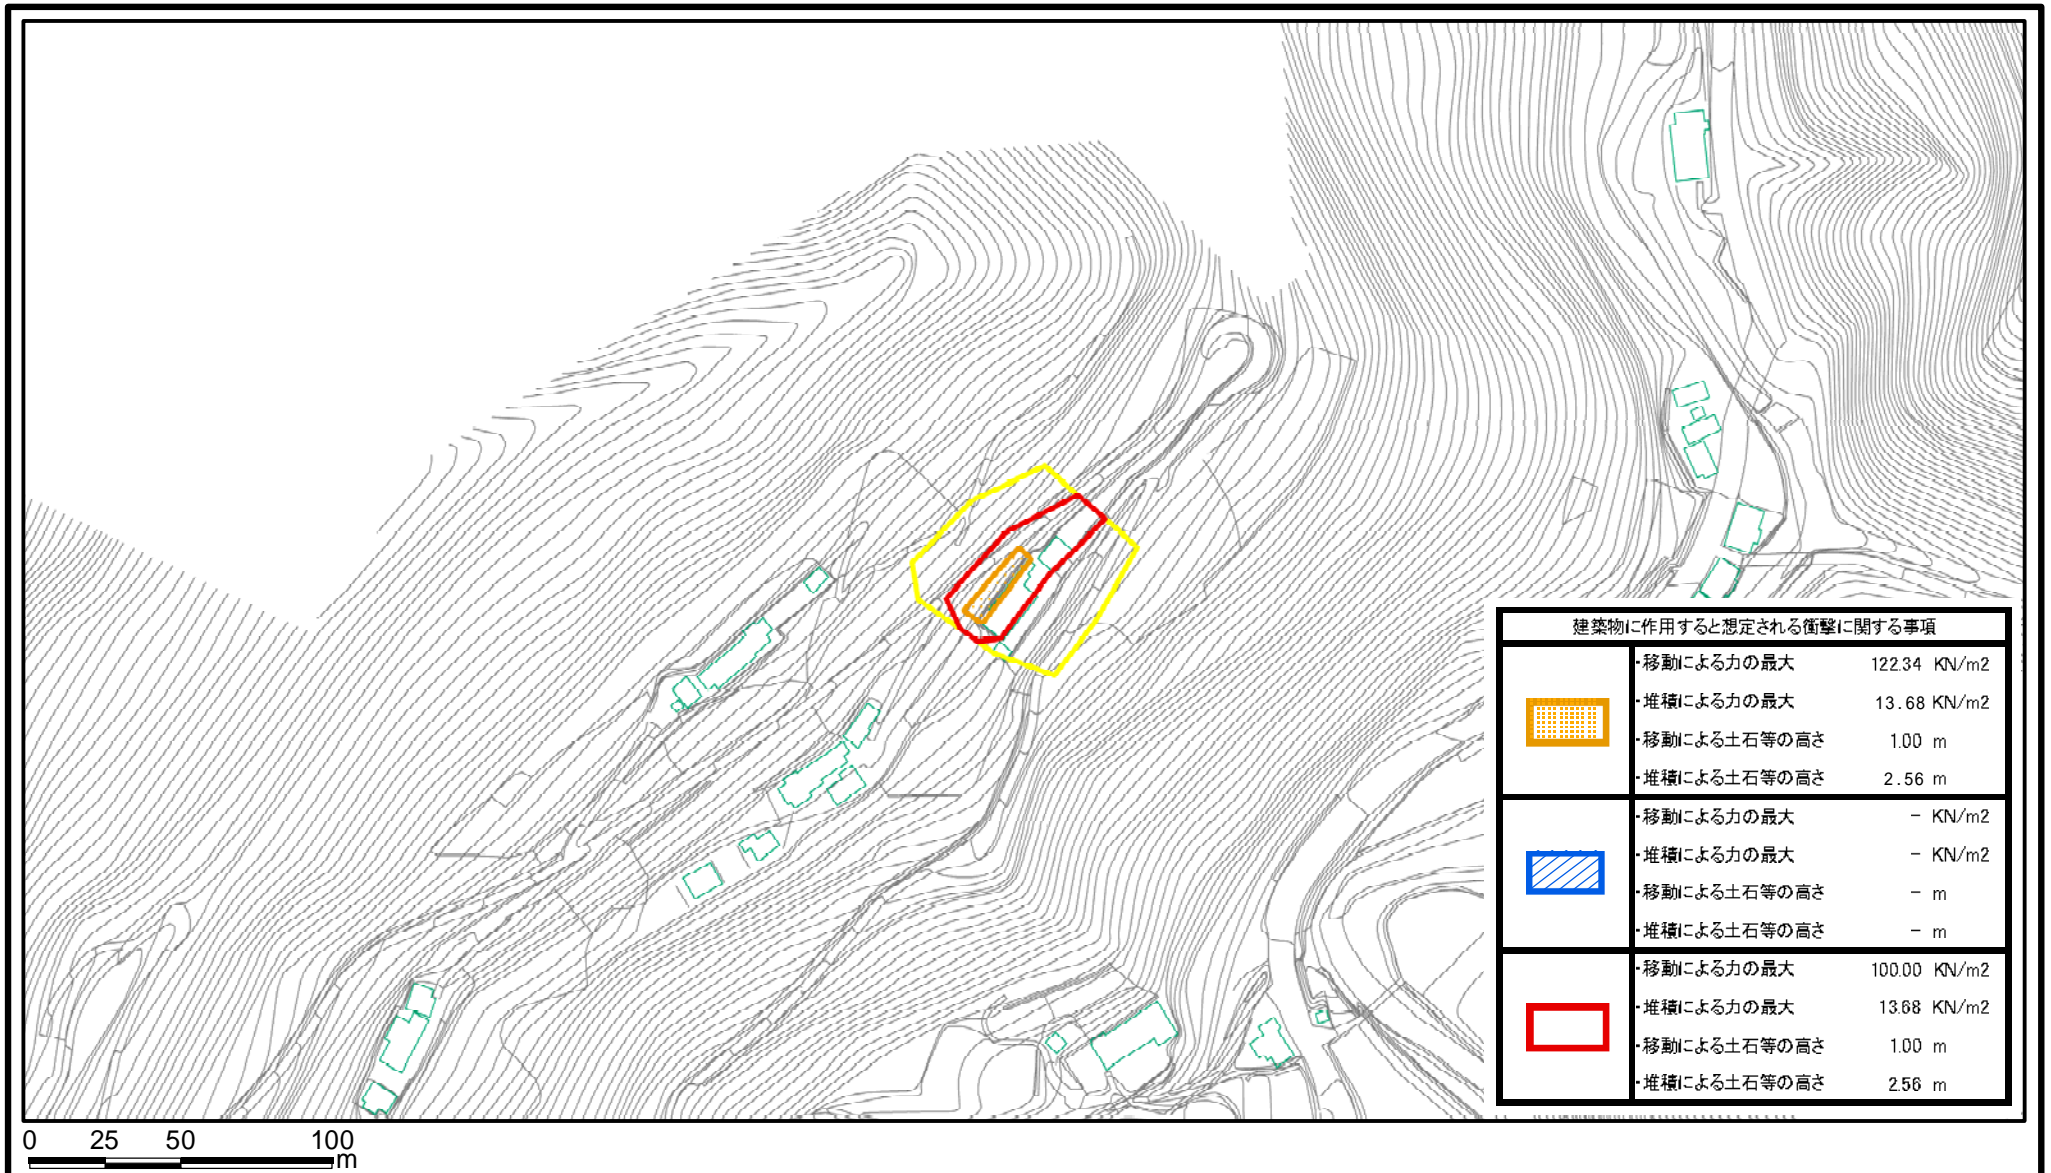 建築物に作用すると想定される衝撃に関する事項
・移動による力の最大 122.34 KN/m2
・堆積による力の最大 13.68 KN/m2
・移動による土石等の高さ 1.00 m
・堆積による土石等の高さ 2.56 m
・移動による力の最大 - KN/m2
・堆積による力の最大 - KN/m2
・移動による土石等の高さ - m
・堆積による土石等の高さ - m
・移動による力の最大 100.00 KN/m2
・堆積による力の最大 13.68 KN/m2
・移動による土石等の高さ 1.00 m
・堆積による土石等の高さ 2.56 m
0 25 50 100
m